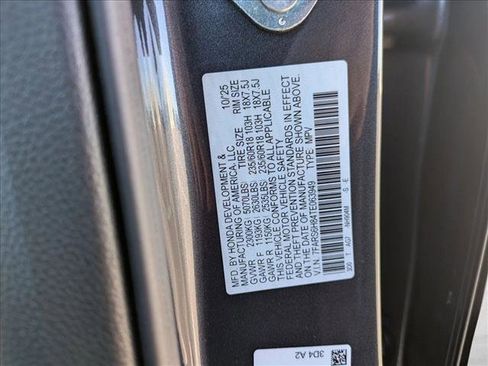 MFD. BY HONDA DEVELOPMENT & 10/25
MANUFACTURING OF AMERICA, LLC
TIRE SIZE RIM SIZE
GVWR 2300KG 5070LBS
GAWR F 1193KG 2630LBS 235/60R18 103H 18X7.5J
GAWR R 1150KG 2535LBS 235/60R18 103H 18X7.5J
THIS VEHICLE CONFORMS TO ALL APPLICABLE
FEDERAL MOTOR VEHICLE SAFETY
AND THEFT PREVENTION STANDARDS IN EFFECT
ON THE DATE OF MANUFACTURE SHOWN ABOVE.
V.I.N. TYPE: MPV
3D4 A2